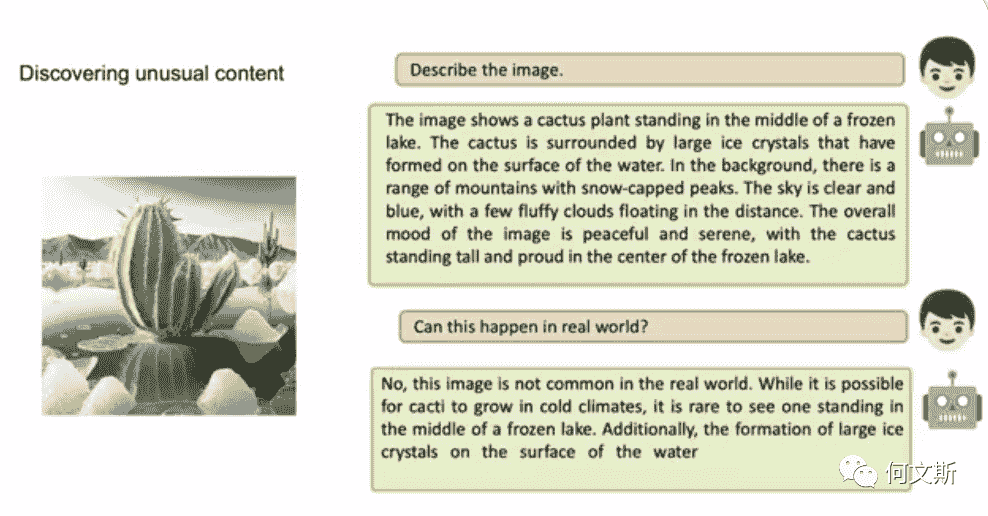 Discovering unusual content
Describe the image.
The image shows a cactus plant standing in the middle of a frozen
lake. The cactus is surrounded by large ice crystals that have
formed on the surface of the water. In the background, there is a
range of mountains with snow-capped peaks. The sky is clear and
blue, with a few fluffy clouds floating in the distance. The overall
mood of the image is peaceful and serene, with the cactus
standing tall and proud in the center of the frozen lake.
Can this happen in real world?
No, this image is not common in the real world. While it is possible
for cacti to grow in cold climates, it is rare to see one standing in
the middle of a frozen lake. Additionally, the formation of large ice
crystals on the surface of the water
何文斯